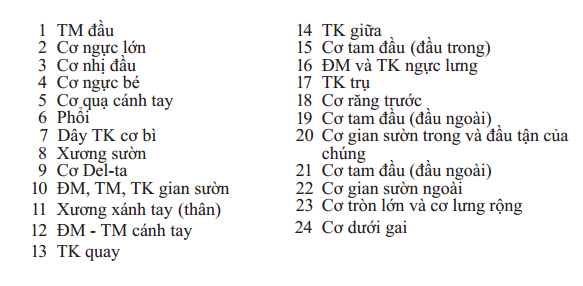 1 TM đầu
2 Cơ ngực lớn
3 Cơ nhị đầu
4 Cơ ngực bé
5 Cơ quạ cánh tay
6 Phổi
7 Dây TK cơ bì
8 Xương sườn
9 Cơ Del-ta
10 ĐM, TM, TK gian sườn
11 Xương xánh tay (thân)
12 ĐM - TM cánh tay
13 TK quay
14 TK giữa
15 Cơ tam đầu (đầu trong)
16 ĐM và TK ngực lưng
17 TK trụ
18 Cơ răng trước
19 Cơ tam đầu (đầu ngoài)
20 Cơ gian sườn trong và đầu tận của
chúng
21 Cơ tam đầu (đầu ngoài)
22 Cơ gian sườn ngoài
23 Cơ tròn lớn và cơ lưng rộng
24 Cơ dưới gai